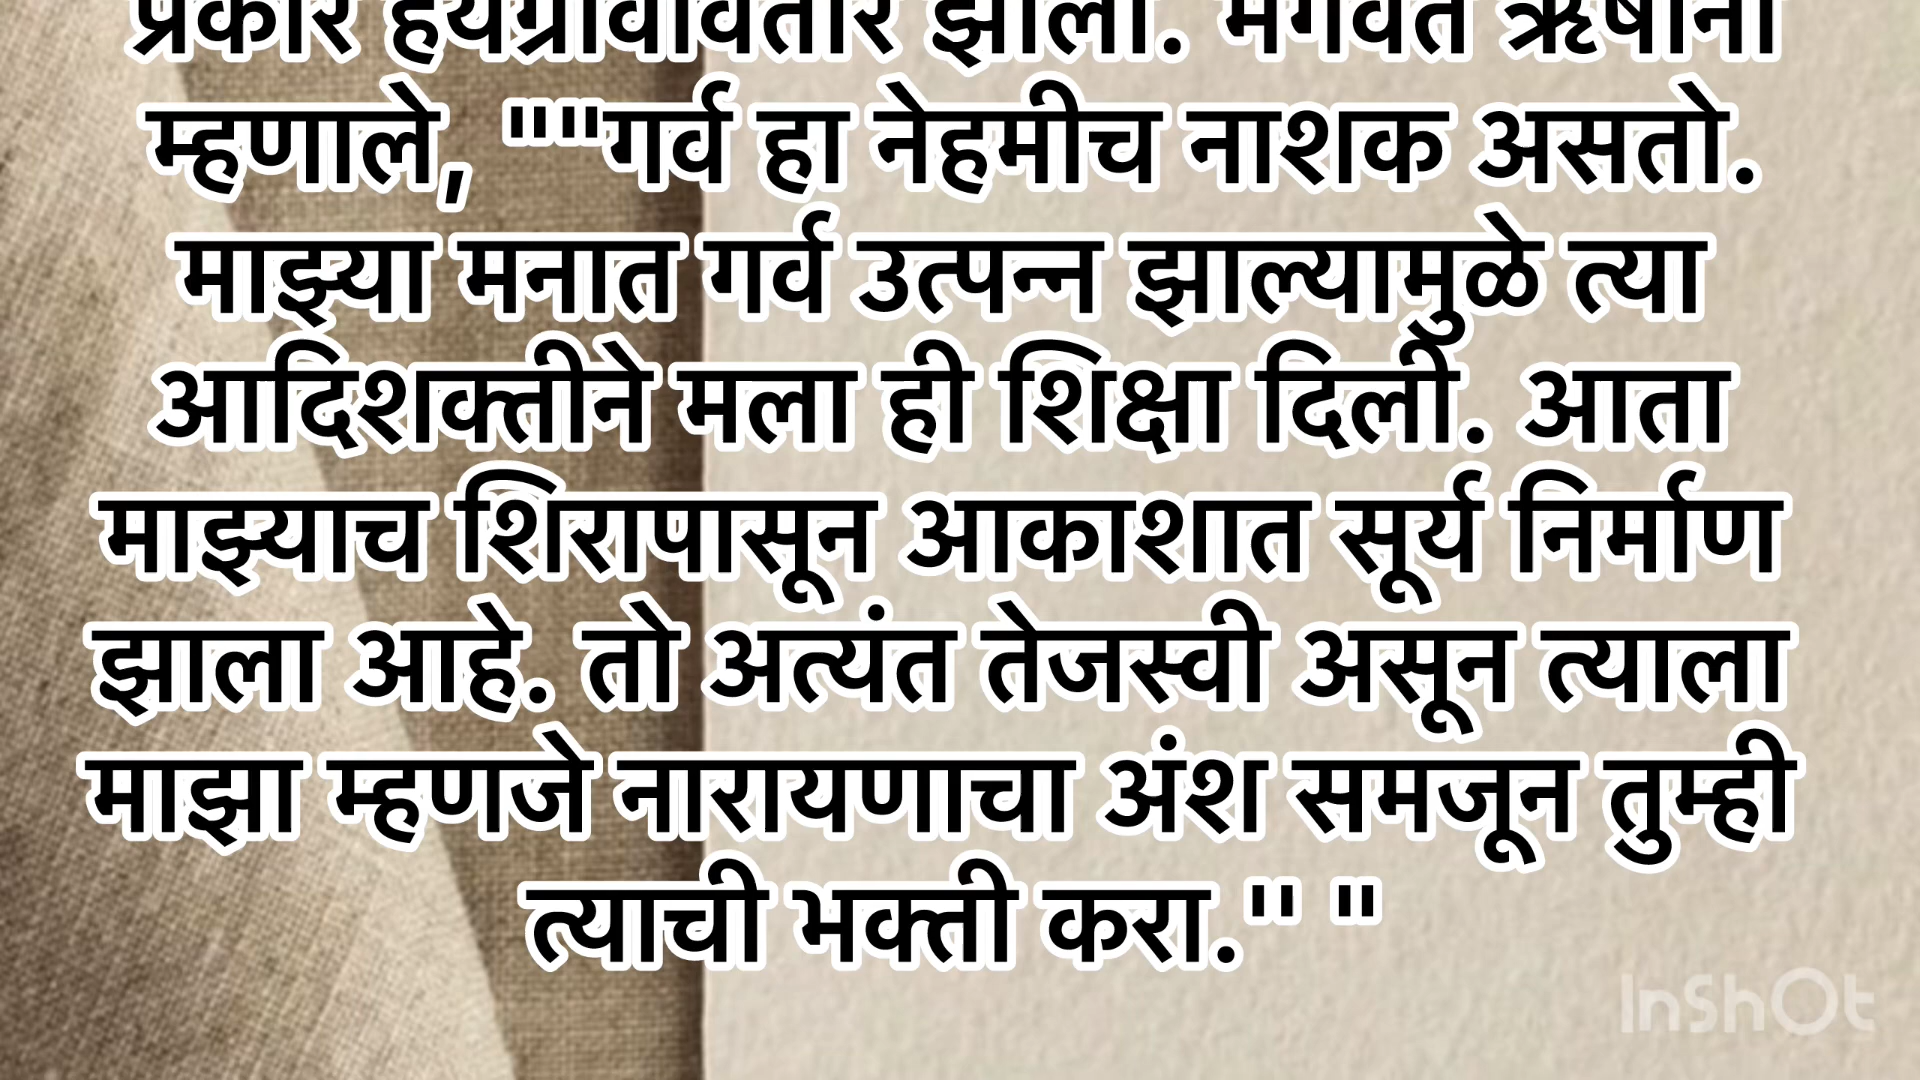 प्रकारे हयग्रीवावतार झाला. भगवंत ऋषींना
म्हणाले, ""गर्व हा नेहमीच नाशक असतो.
माझ्या मनात गर्व उत्पन्न झाल्यामुळे त्या
आदिशक्तीने मला ही शिक्षा दिली. आता
माझ्याच शिरापासून आकाशात सूर्य निर्माण
झाला आहे. तो अत्यंत तेजस्वी असून त्याला
माझा म्हणजे नारायणाचा अंश समजून तुम्ही
त्याची भक्ती करा.'' "
InShOt